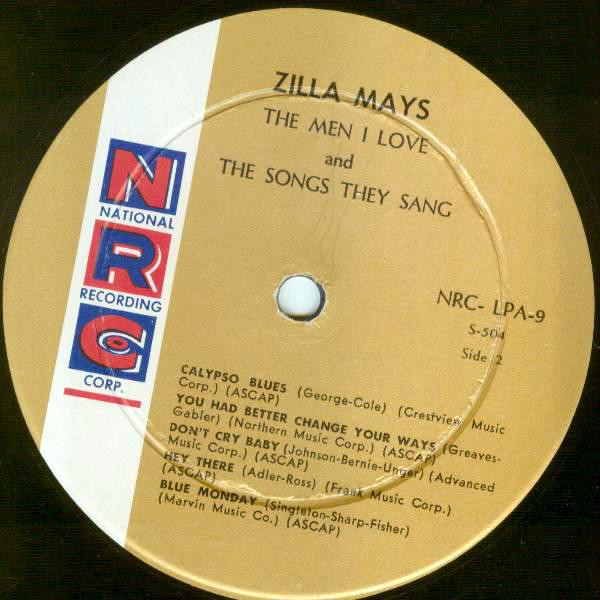 ZILLA MAYS
THE MEN I LOVE
and
THE SONGS THEY SANG
N
NATIONAL
R
RECORDING
C
CORP.
NRC- LPA-9
S-504
Side 2
CALYPSO BLUES (George-Cole) (Crestview Music
Corp.) (ASCAP)
YOU HAD BETTER CHANGE YOUR WAYS (Greaves-
Gabler) (Northern Music Corp.) (ASCAP)
DON'T CRY BABY (Johnson-Bernie-Unger) (Advanced
Music Corp.) (ASCAP)
HEY THERE (Adler-Ross) (Frank Music Corp.)
(ASCAP)
BLUE MONDAY (Singleton-Sharp-Fisher)
(Marvin Music Co.) (ASCAP)